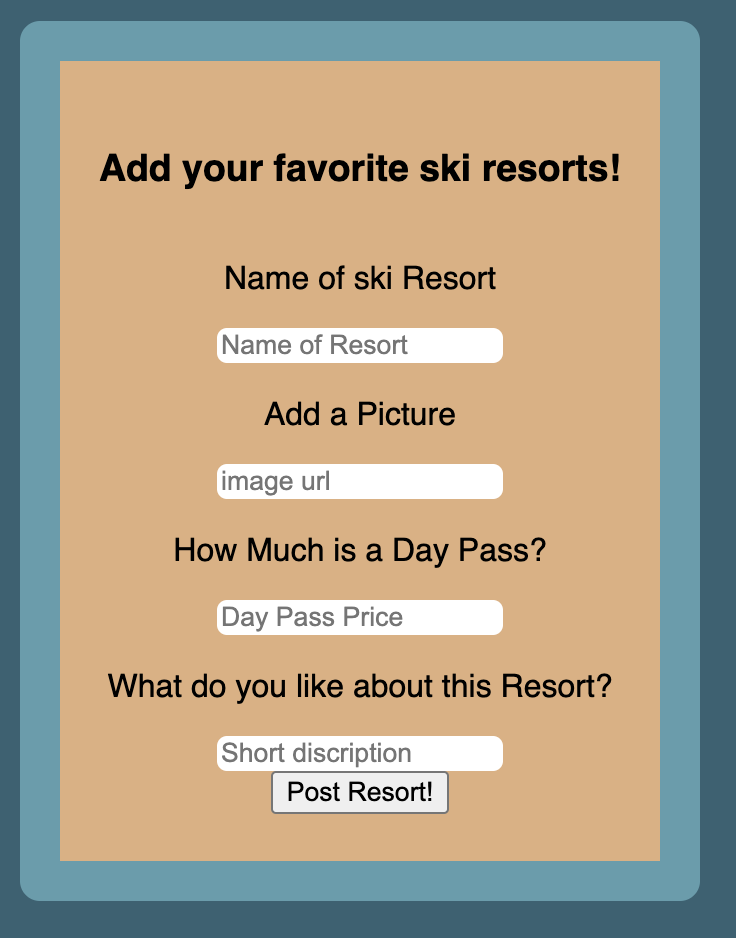 Add your favorite ski resorts!
Name of ski Resort
Name of Resort
Add a Picture
image url
How Much is a Day Pass?
Day Pass Price
What do you like about this Resort?
Short discription
Post Resort!